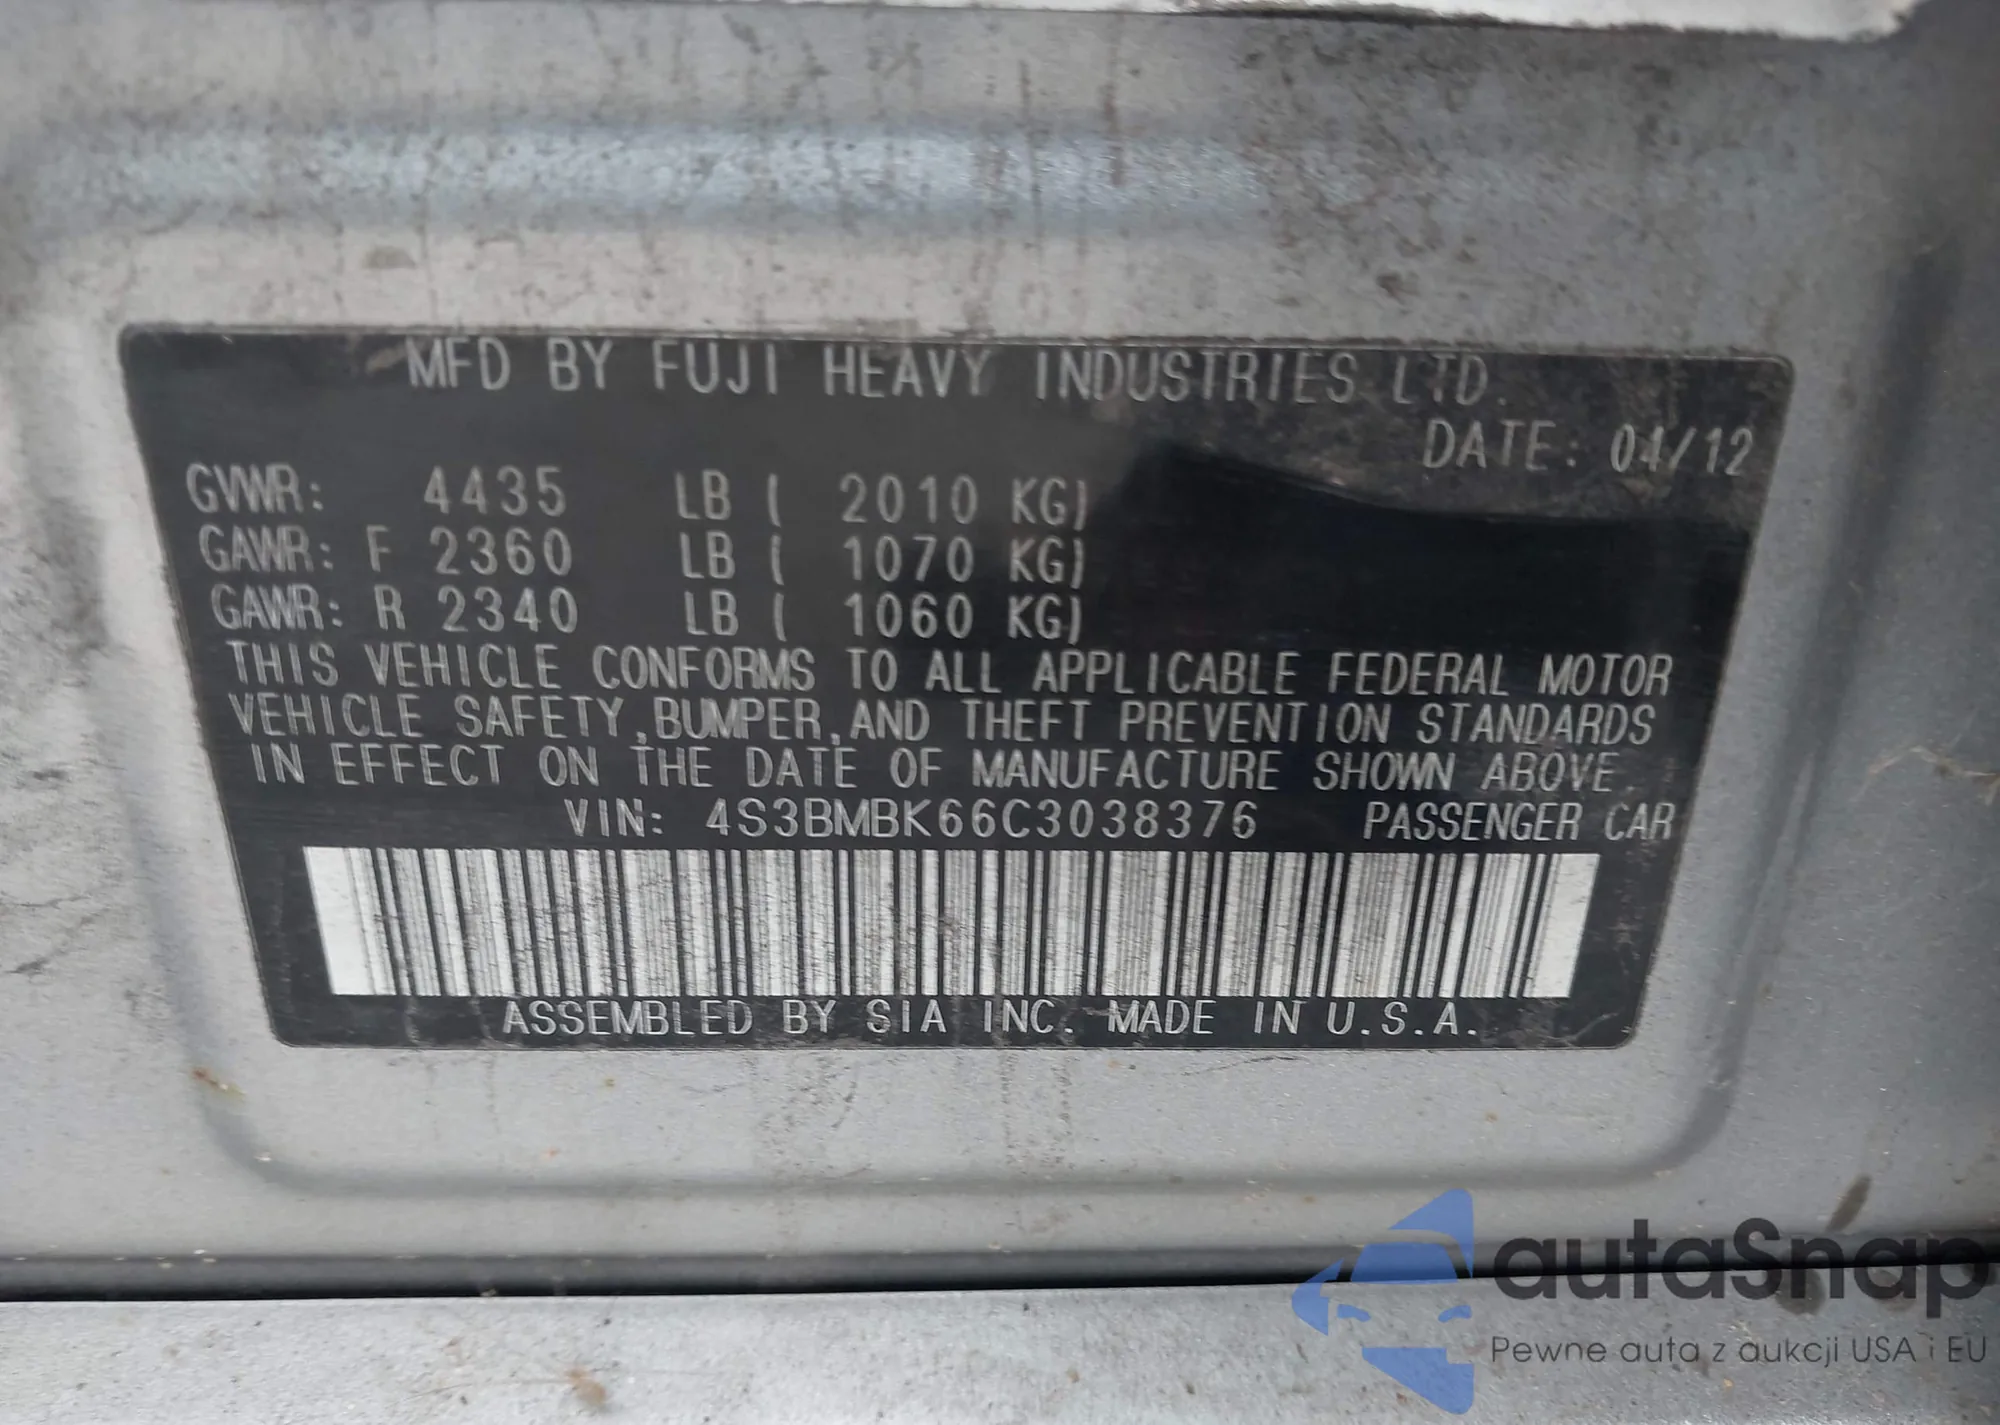 MFD BY FUJI HEAVY INDUSTRIES LTD.
DATE: 04/12
GVWR: 4435 LB ( 2010 KG)
GAWR: F 2360 LB ( 1070 KG)
GAWR: R 2340 LB ( 1060 KG)
THIS VEHICLE CONFORMS TO ALL APPLICABLE FEDERAL MOTOR
VEHICLE SAFETY,BUMPER,AND THEFT PREVENTION STANDARDS
IN EFFECT ON THE DATE OF MANUFACTURE SHOWN ABOVE.
VIN: 4S3BMBK66C3038376 PASSENGER CAR
ASSEMBLED BY SIA INC. MADE IN U.S.A.
autaSnap
Pewne auta z aukcji USA i EU